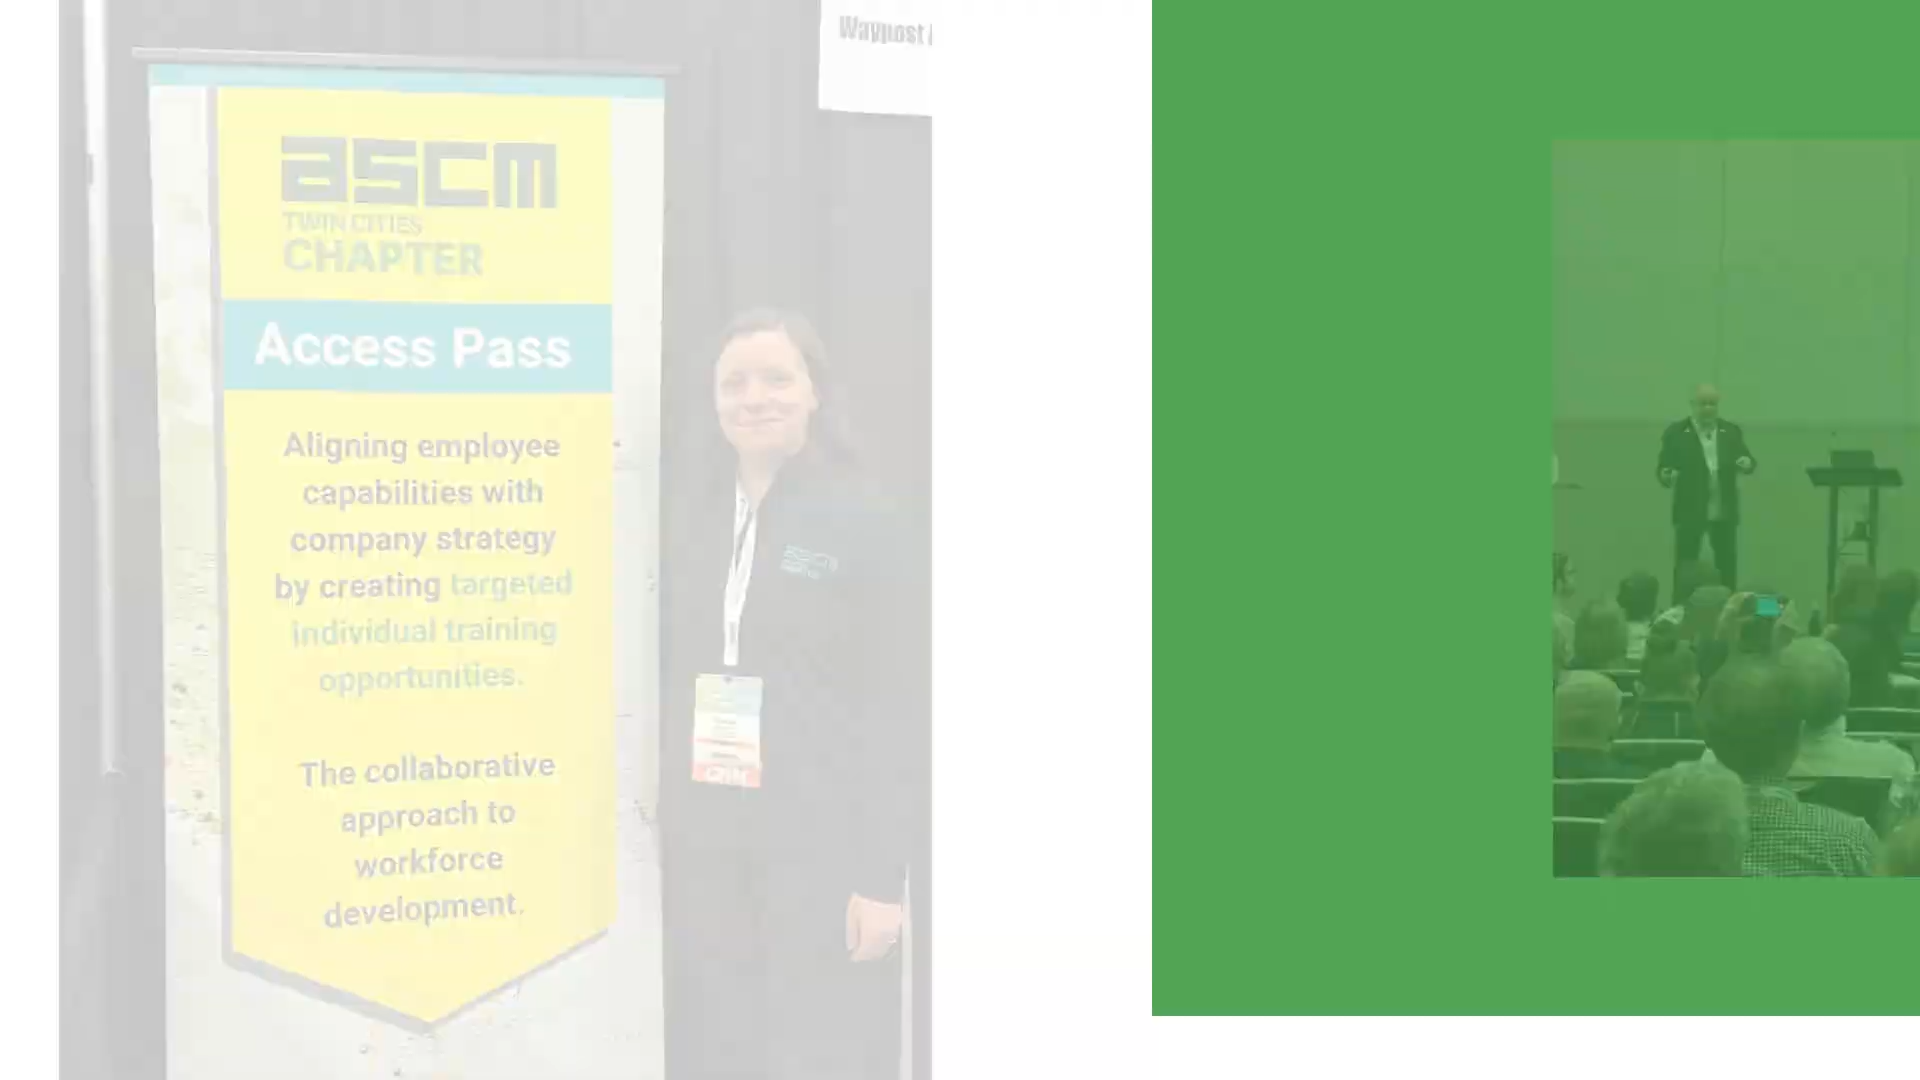 Waypost
ascm
TWIN CITIES
CHAPTER
Access Pass
Aligning employee
capabilities with
company strategy
by creating targeted
individual training
opportunities.
The collaborative
approach to
workforce
development.
ascm